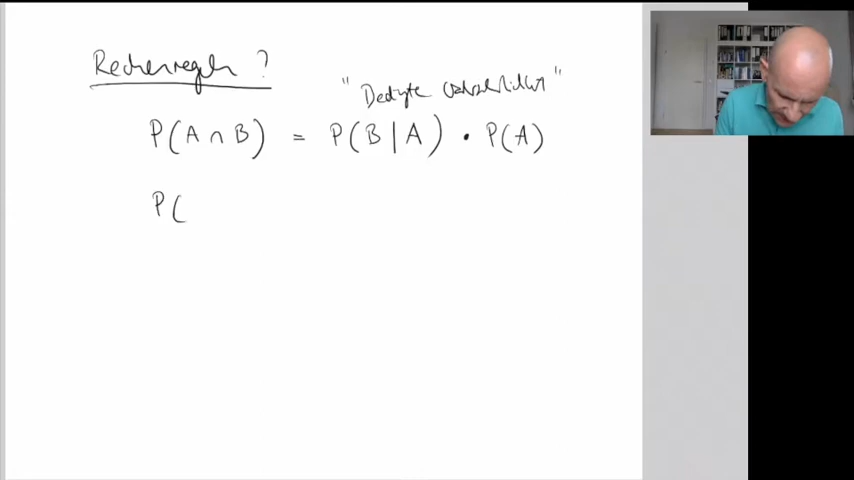 Rechenregeln ?
" Bedingte Wahrscheinlichkeit "
P(A ∩ B) = P(B | A) • P(A)
P(